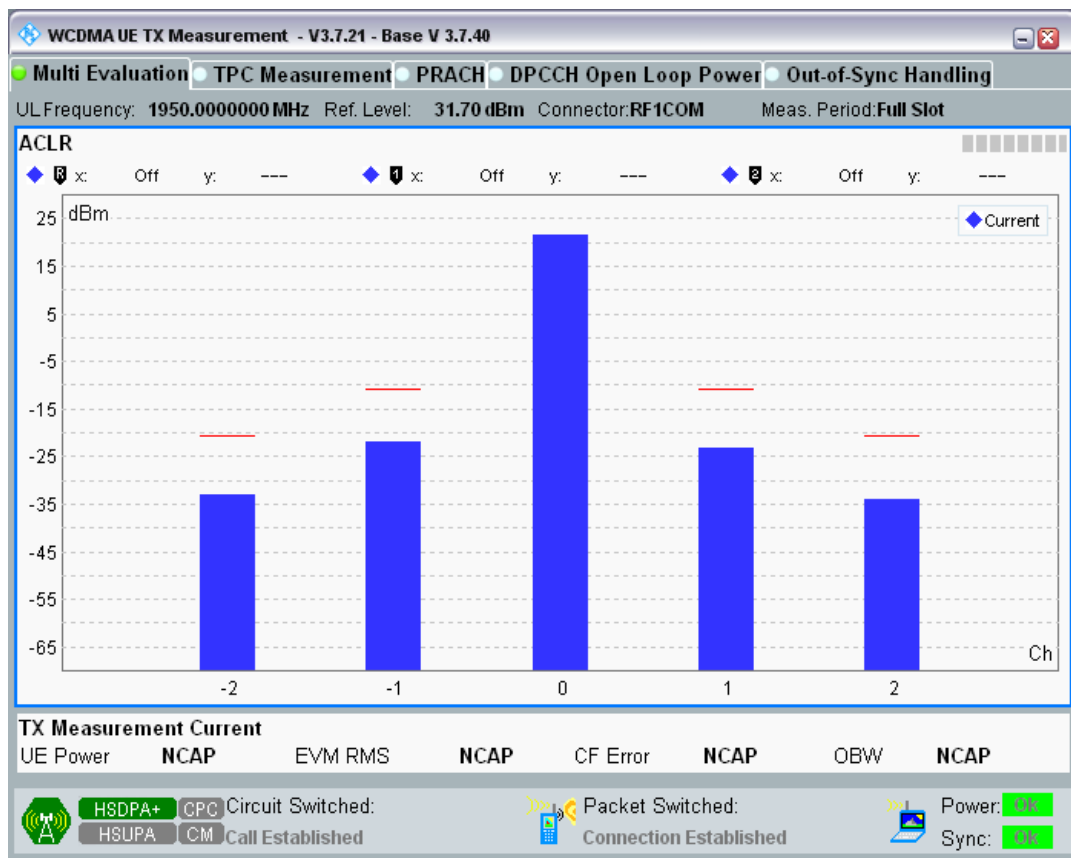 WCDMA UE TX Measurement - V3.7.21 - Base V 3.7.40
Multi Evaluation TPC Measurement PRACH DPCCH Open Loop Power Out-of-Sync Handling
UL Frequency: 1950.0000000 MHz Ref. Level: 31.70 dBm Connector:RF1COM Meas. Period:Full Slot
ACLR
R x: Off y: --- 1 x: Off y: --- 2 x: Off y: ---
25 dBm Current
15
5
-5
-15
-25
-35
-45
-55
-65 Ch
-2 -1 0 1 2
TX Measurement Current
UE Power NCAP EVM RMS NCAP CF Error NCAP OBW NCAP
HSDPA+ CPC Circuit Switched: Packet Switched: Power: Ok
HSUPA CM Call Established Connection Established Sync: Ok